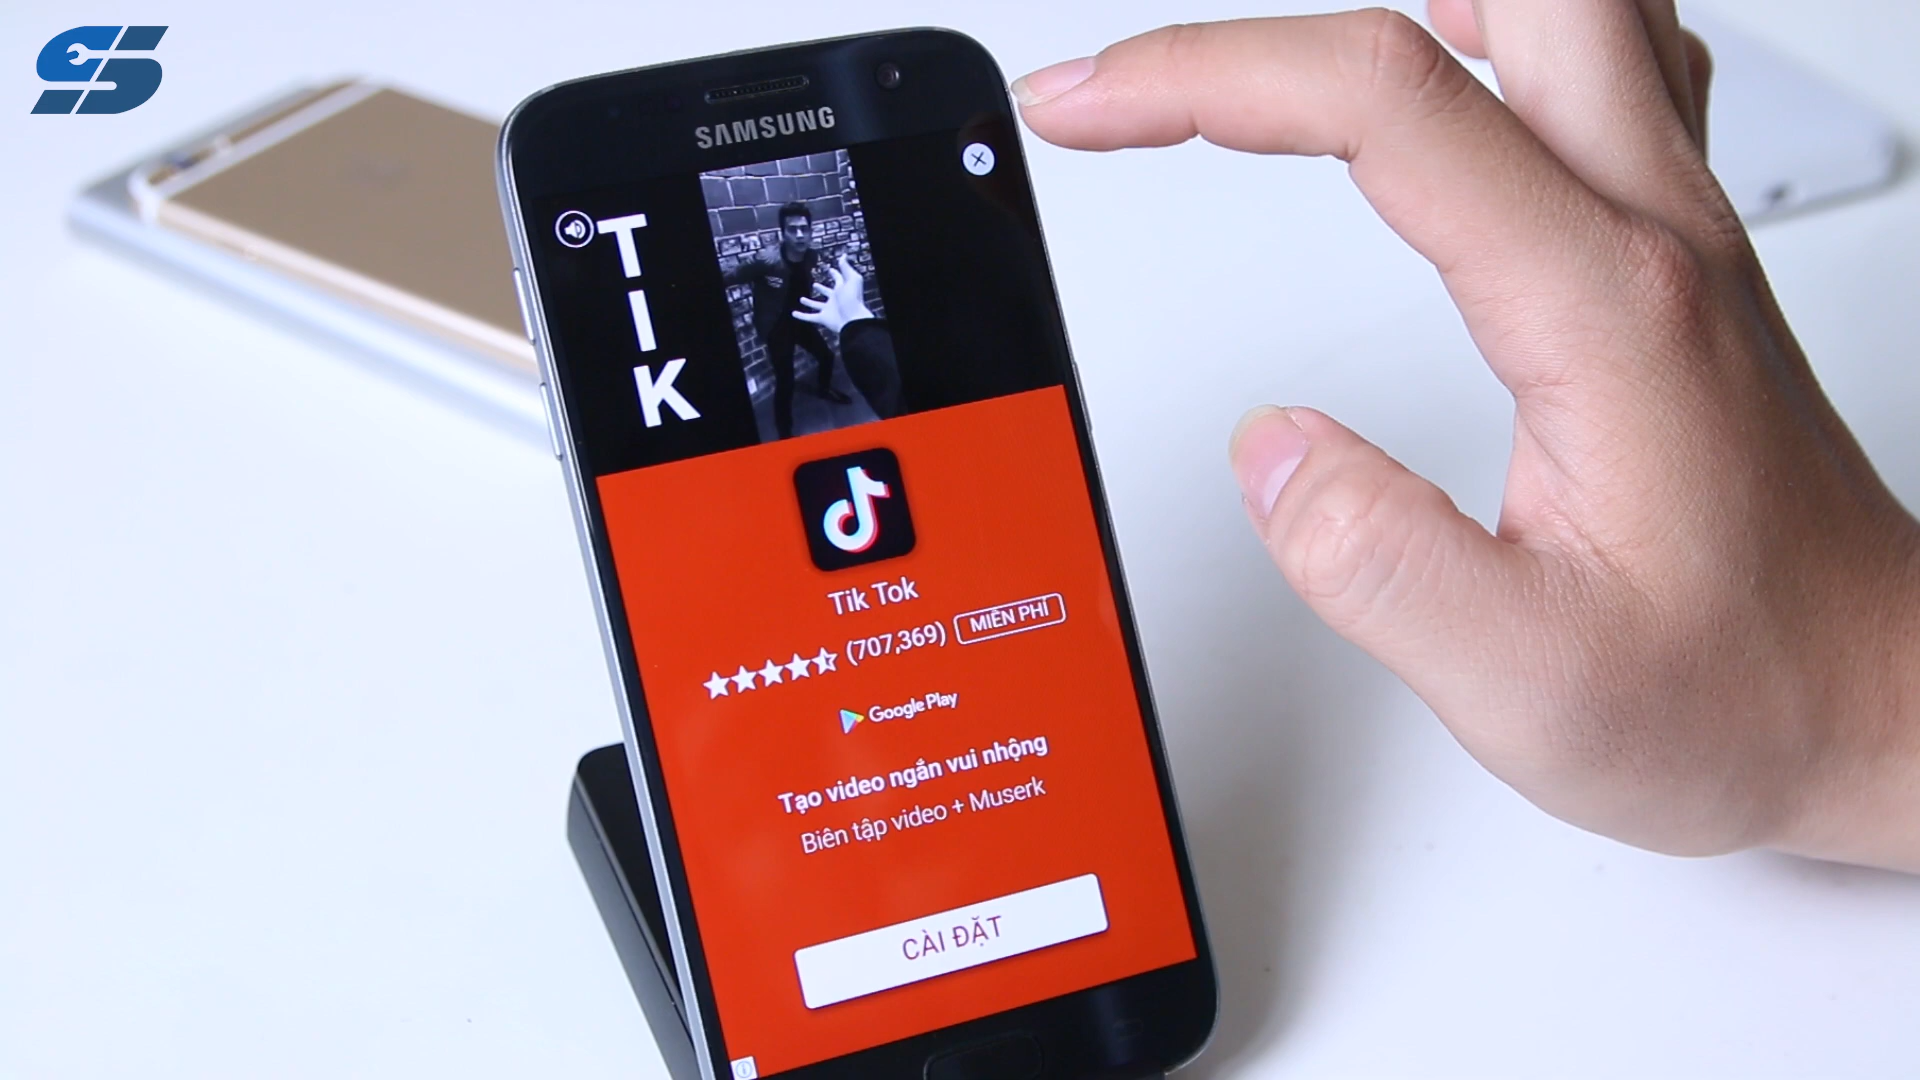 SAMSUNG
TIK
Tik Tok
(707,369) MIỄN PHÍ
Google Play
Tạo video ngắn vui nhộng
Biên tập video + Muserk
CÀI ĐẶT